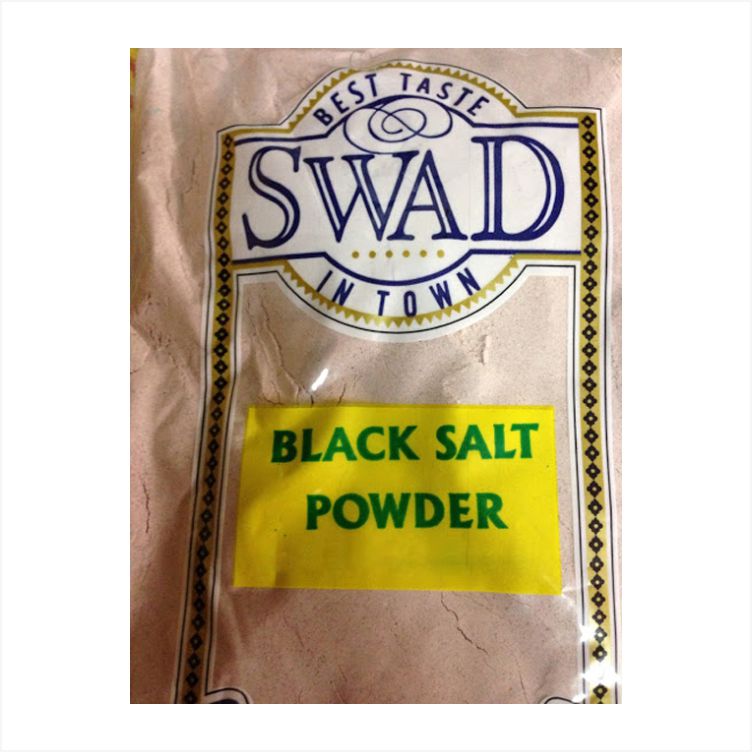 BEST TASTE
SWAD
IN TOWN
BLACK SALT
POWDER